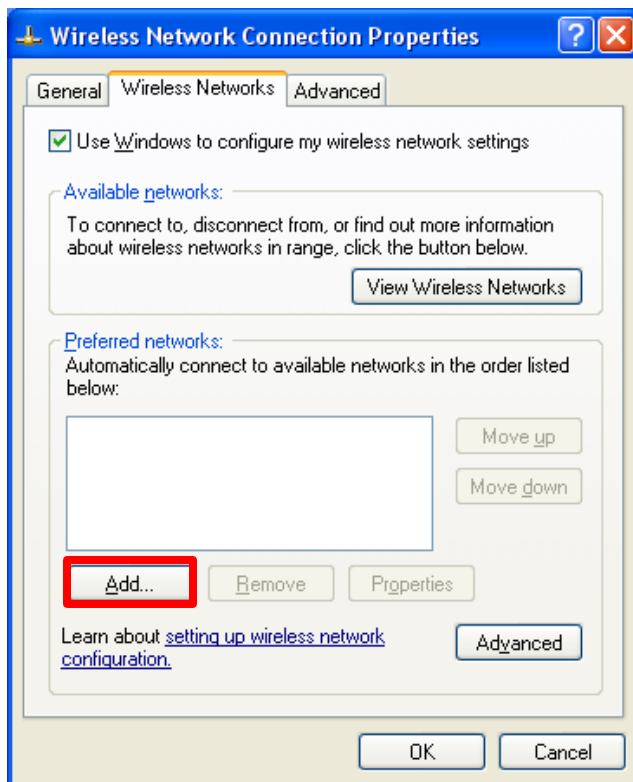 Wireless Network Connection Properties
General Wireless Networks Advanced
Use Windows to configure my wireless network settings
Available networks:
To connect to, disconnect from, or find out more information
about wireless networks in range, click the button below.
View Wireless Networks
Preferred networks:
Automatically connect to available networks in the order listed
below:
Move up
Move down
Add... Remove Properties
Learn about setting up wireless network
configuration.
Advanced
OK Cancel